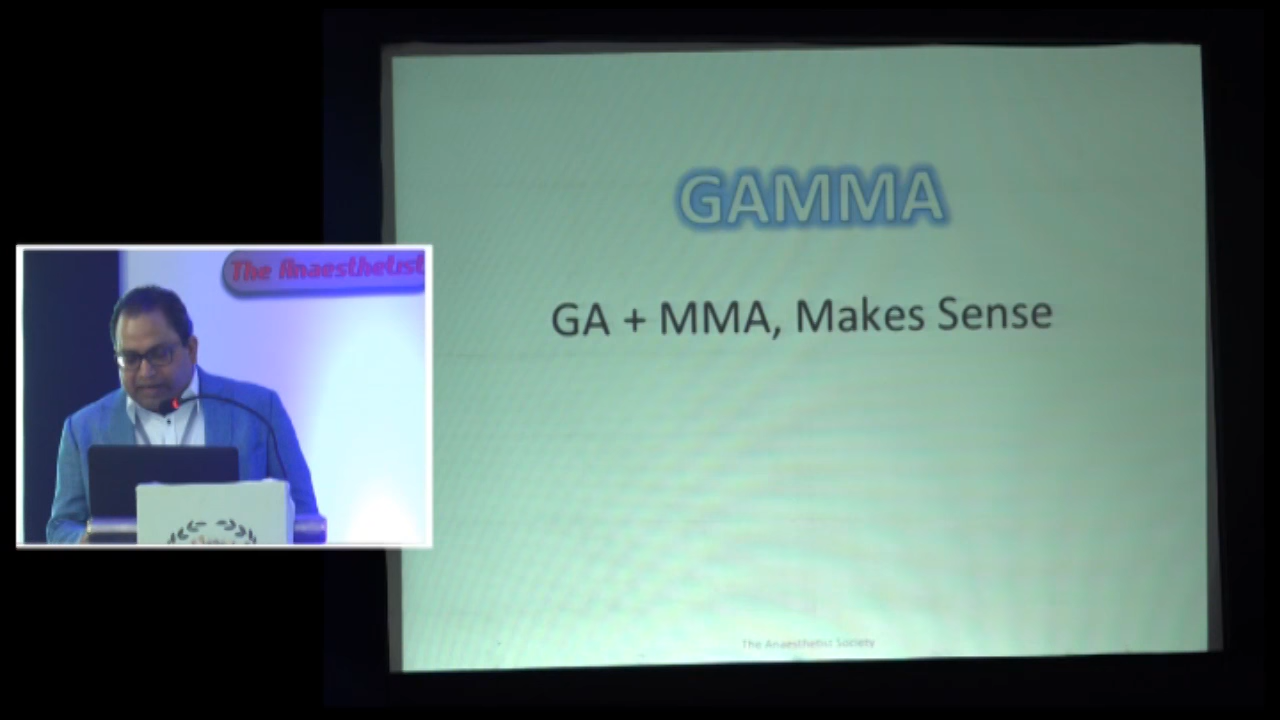 GAMMA
GA + MMA, Makes Sense
The Anaesthetist
The Anaesthetist Society